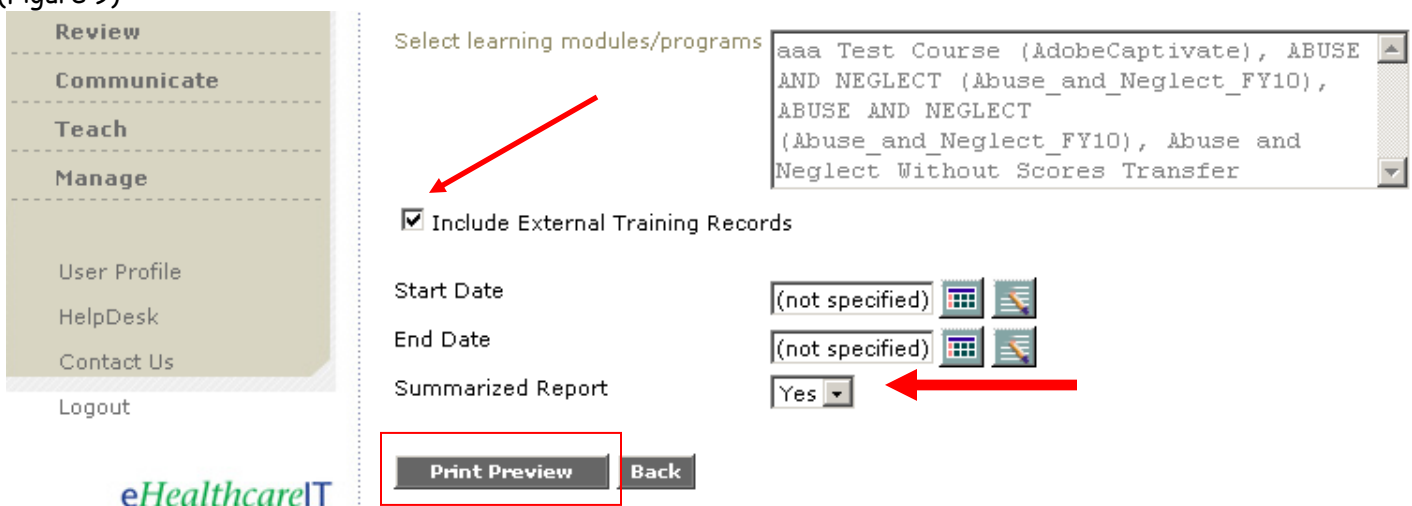 (Figure 9)
Review
Communicate
Teach
Manage
User Profile
HelpDesk
Contact Us
Logout
eHealthcareIT
Select learning modules/programs
aaa Test Course (AdobeCaptivate), ABUSE
AND NEGLECT (Abuse_and_Neglect_FY10),
ABUSE AND NEGLECT
(Abuse_and_Neglect_FY10), Abuse and
Neglect Without Scores Transfer
Include External Training Records
Start Date (not specified)
End Date (not specified)
Summarized Report Yes
Print Preview Back